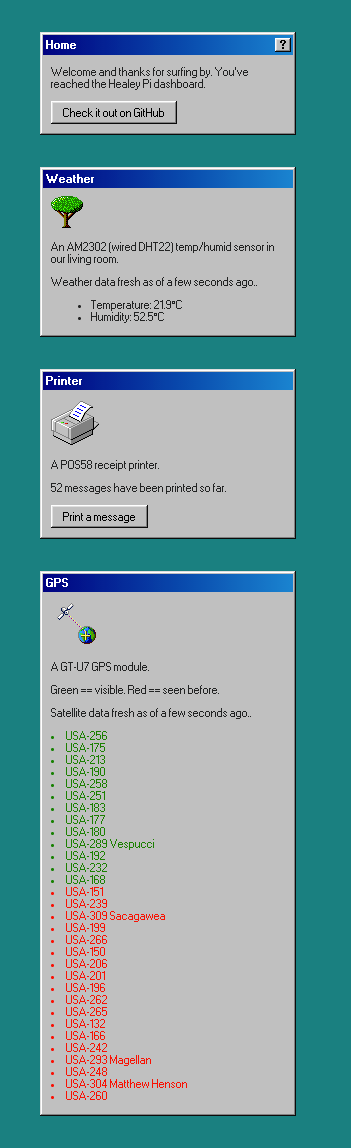 Home
?
Welcome and thanks for surfing by. You've
reached the Healey Pi dashboard.
Check it out on GitHub
Weather
An AM2302 (wired DHT22) temp/humid sensor in
our living room.
Weather data fresh as of a few seconds ago..
Temperature: 21.9°C
Humidity: 52.5°C
Printer
A POS58 receipt printer.
52 messages have been printed so far.
Print a message
GPS
A GT-U7 GPS module.
Green == visible. Red == seen before.
Satellite data fresh as of a few seconds ago..
USA-256
USA-175
USA-213
USA-190
USA-258
USA-251
USA-183
USA-177
USA-180
USA-289 Vespucci
USA-192
USA-232
USA-168
USA-151
USA-239
USA-309 Sacagawea
USA-199
USA-266
USA-150
USA-206
USA-201
USA-196
USA-262
USA-265
USA-132
USA-166
USA-242
USA-293 Magellan
USA-248
USA-304 Matthew Henson
USA-260